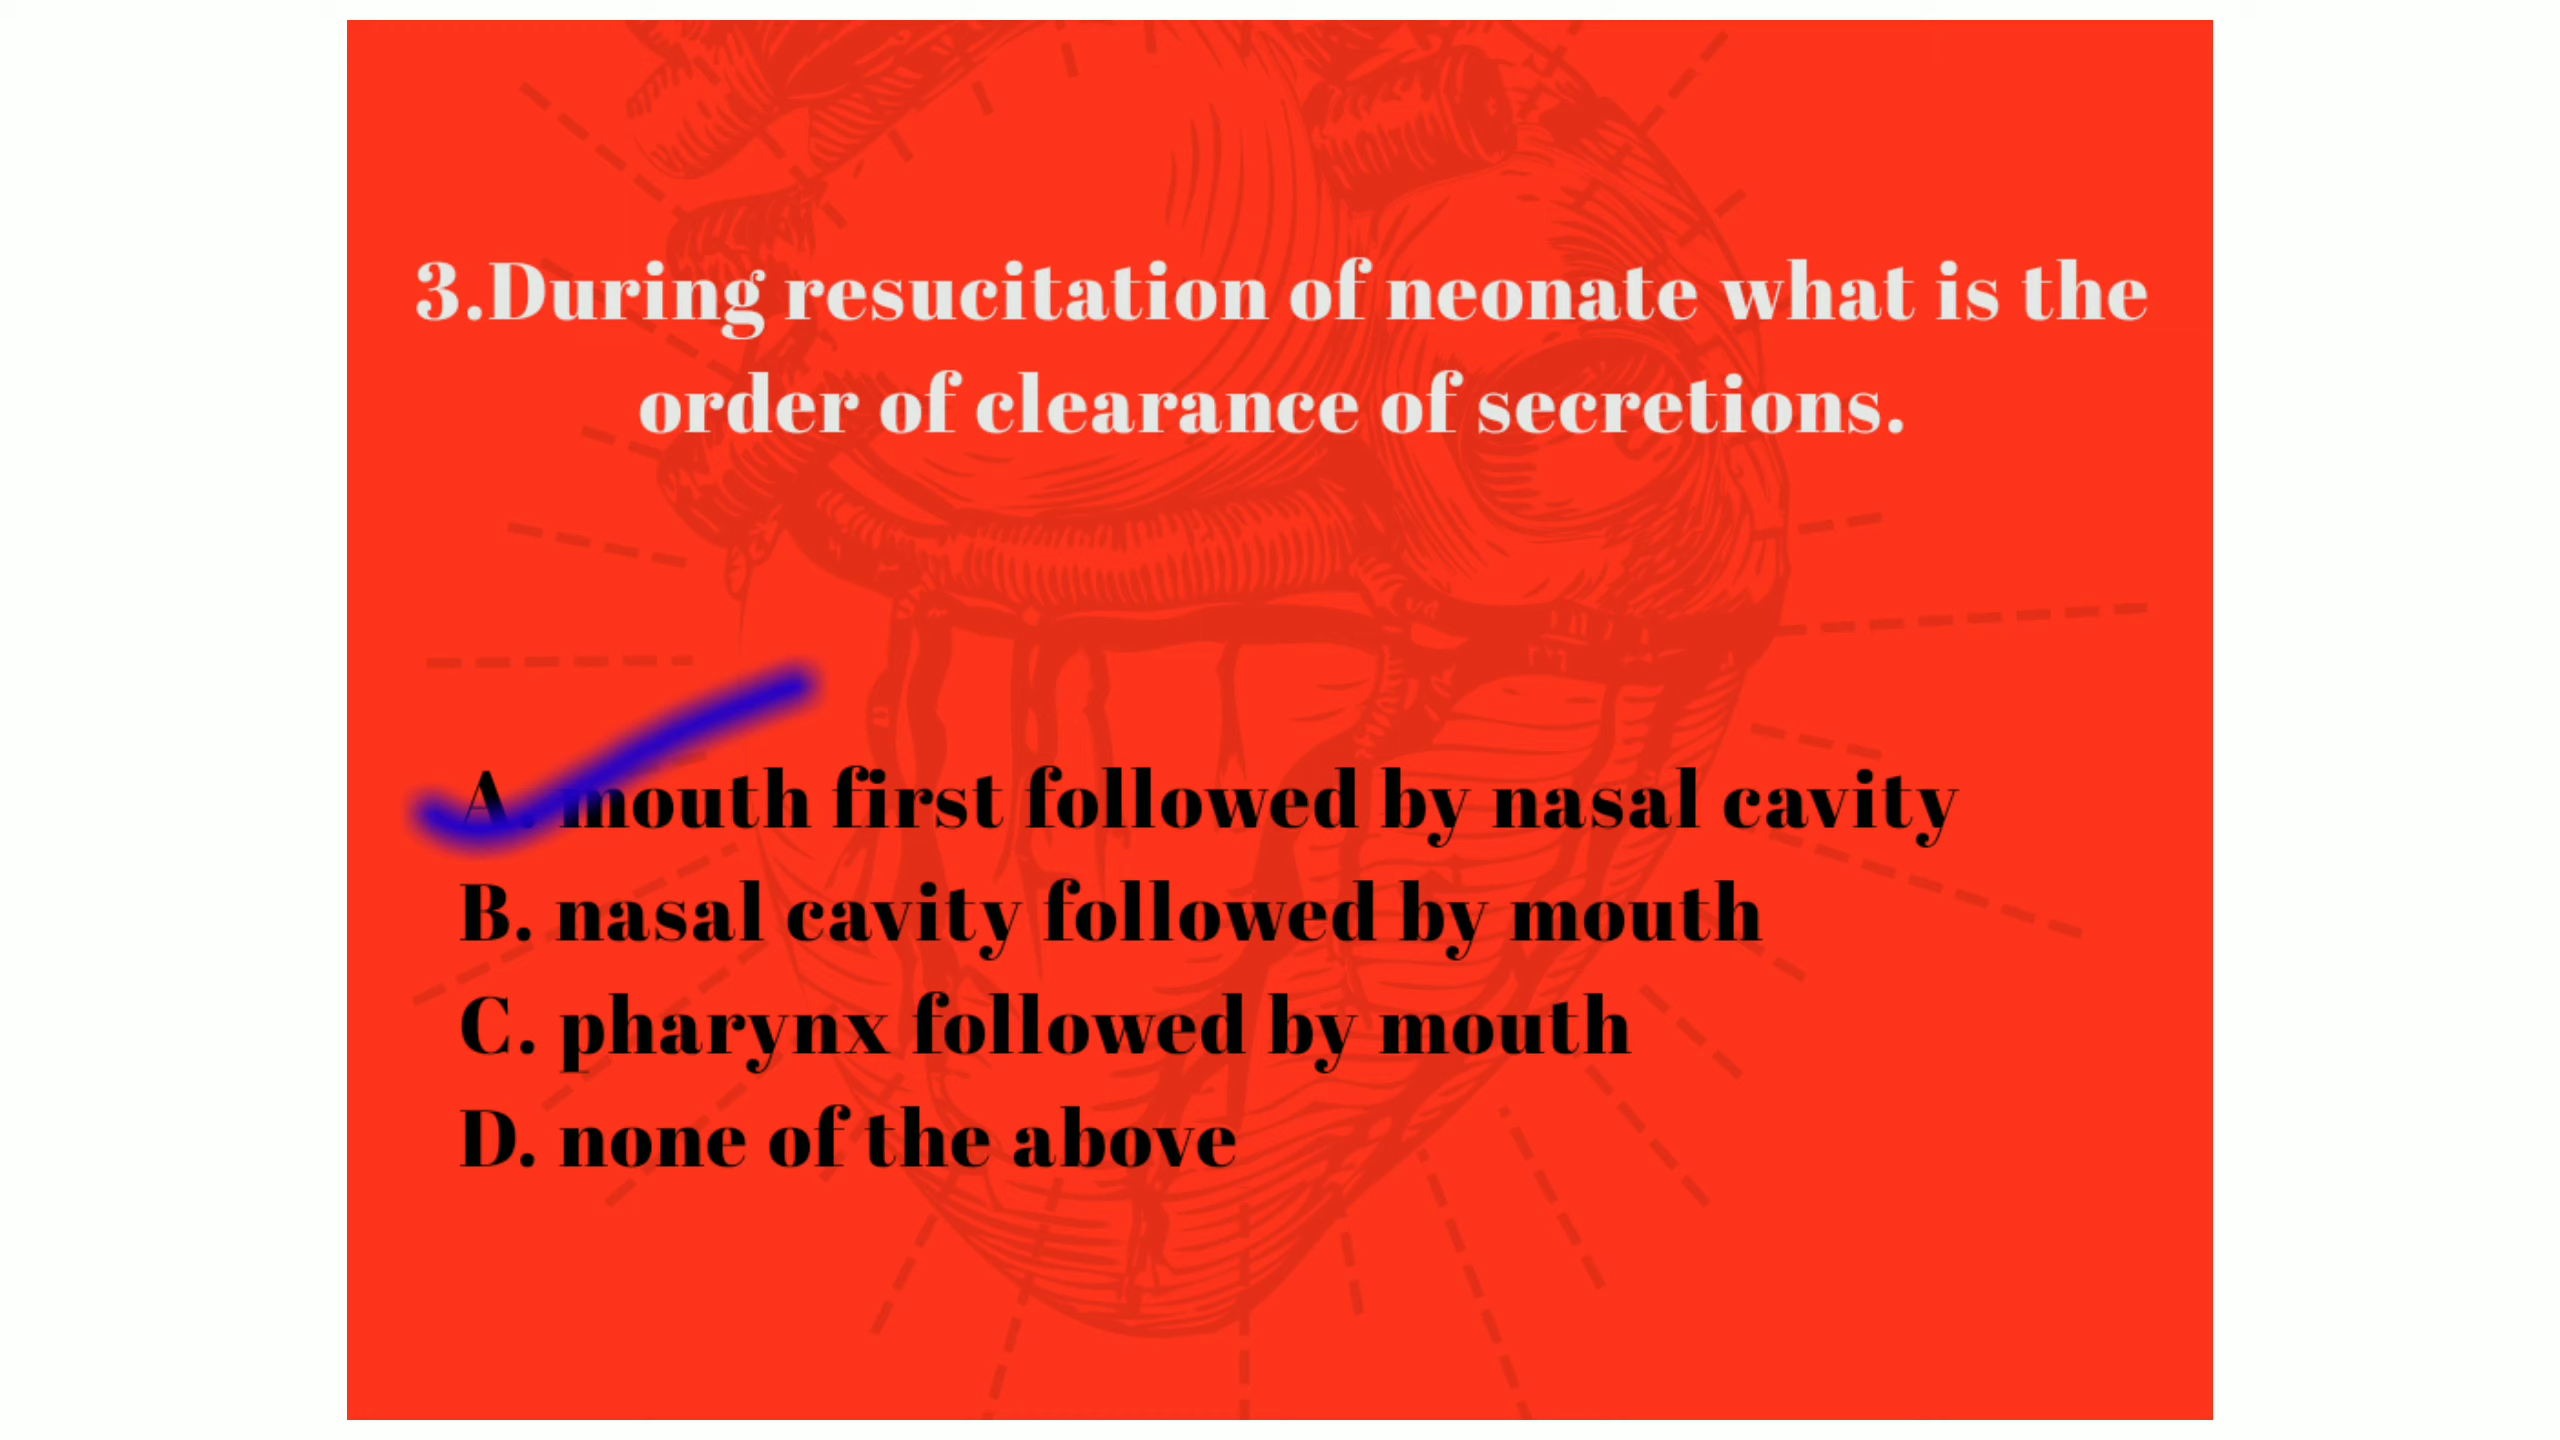 3.During resucitation of neonate what is the
order of clearance of secretions.
A. mouth first followed by nasal cavity
B. nasal cavity followed by mouth
C. pharynx followed by mouth
D. none of the above